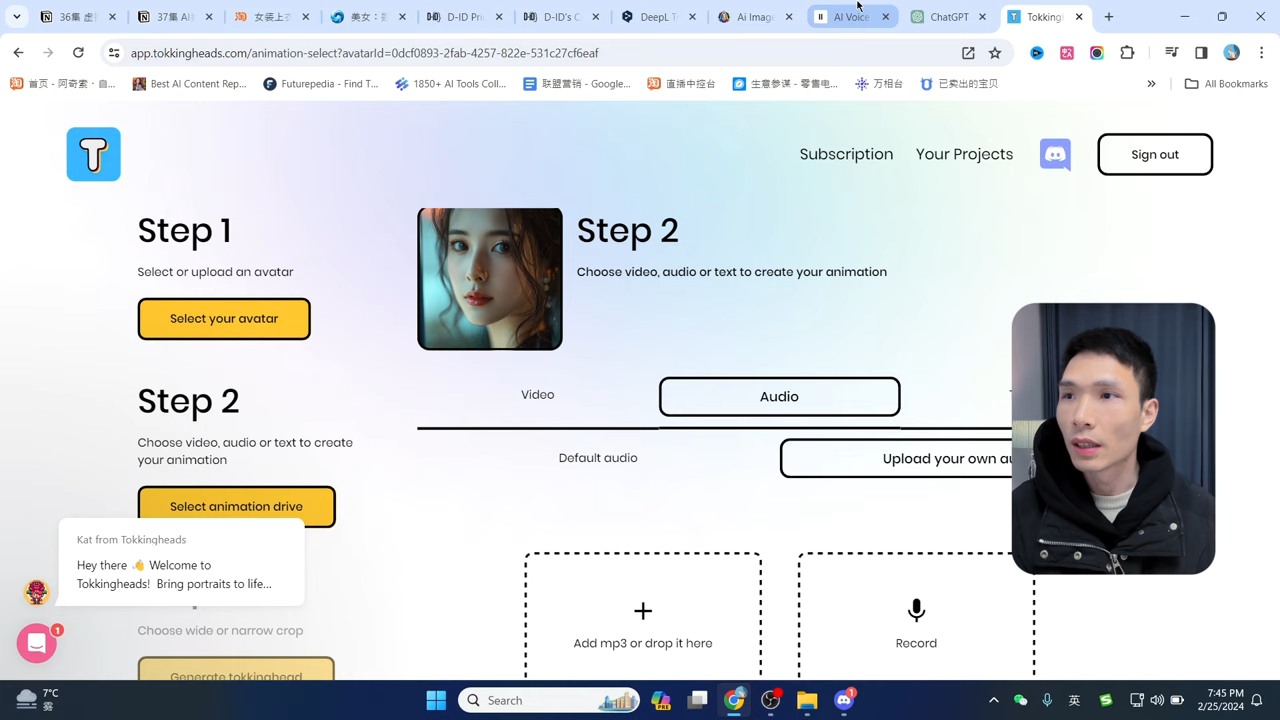 36集 虚
37集 AI
女装上
美女:
D-ID Pr
D-ID's
DeepL T
Ai Image
AI Voice
ChatGPT
Tokking
app.tokkingheads.com/animation-select?avatarId=0dcf0893-2fab-4257-822e-531c27cf6eaf
首页 - 阿奇索 · 自...
Best AI Content Rep...
Futurepedia - Find T...
1850+ AI Tools Coll...
联盟营销 - Google...
直播中控台
生意参谋 - 零售电...
万相台
已卖出的宝贝
All Bookmarks
T
Subscription
Your Projects
Sign out
Step 1
Select or upload an avatar
Select your avatar
Step 2
Choose video, audio or text to create
your animation
Select animation drive
Choose wide or narrow crop
Generate tokkinghead
Step 2
Choose video, audio or text to create your animation
Video
Audio
Default audio
Upload your own au
Add mp3 or drop it here
Record
Kat from Tokkingheads
Hey there 👋 Welcome to
Tokkingheads! Bring portraits to life...
1
7°C
雾
Search
PRE
1
英
7:45 PM
2/25/2024